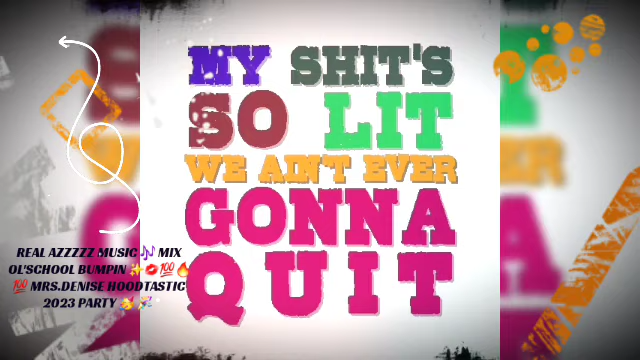 MY SHIT'S
SO LIT
WE AIN'T EVER
GONNA
QUIT
REAL AZZZZZ MUSIC 🎶 MIX
OL'SCHOOL BUMPIN ✨💋💯🔥
💯 MRS.DENISE HOODTASTIC
2023 PARTY 🥳 🎉